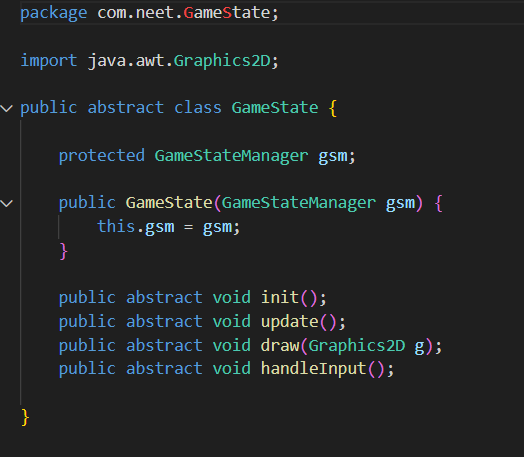 package com.neet.GameState;
import java.awt.Graphics2D;
public abstract class GameState {
protected GameStateManager gsm;
public GameState(GameStateManager gsm) {
this.gsm = gsm;
}
public abstract void init();
public abstract void update();
public abstract void draw(Graphics2D g);
public abstract void handleInput();
}